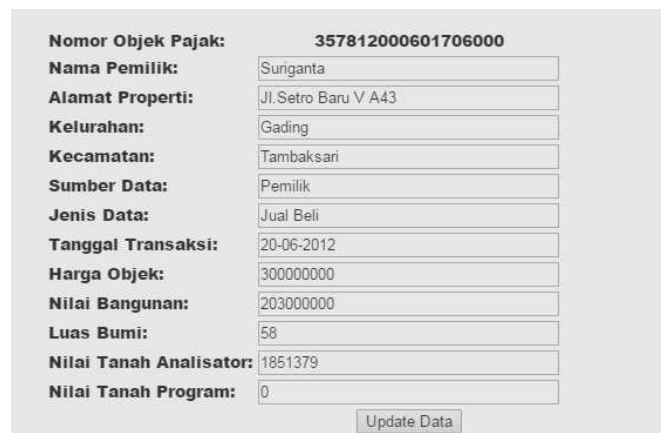 Nomor Objek Pajak: 357812000601706000
Nama Pemilik: Suriganta
Alamat Properti: Jl.Setro Baru V A43
Kelurahan: Gading
Kecamatan: Tambaksari
Sumber Data: Pemilik
Jenis Data: Jual Beli
Tanggal Transaksi: 20-06-2012
Harga Objek: 300000000
Nilai Bangunan: 203000000
Luas Bumi: 58
Nilai Tanah Analisator: 1851379
Nilai Tanah Program: 0
Update Data